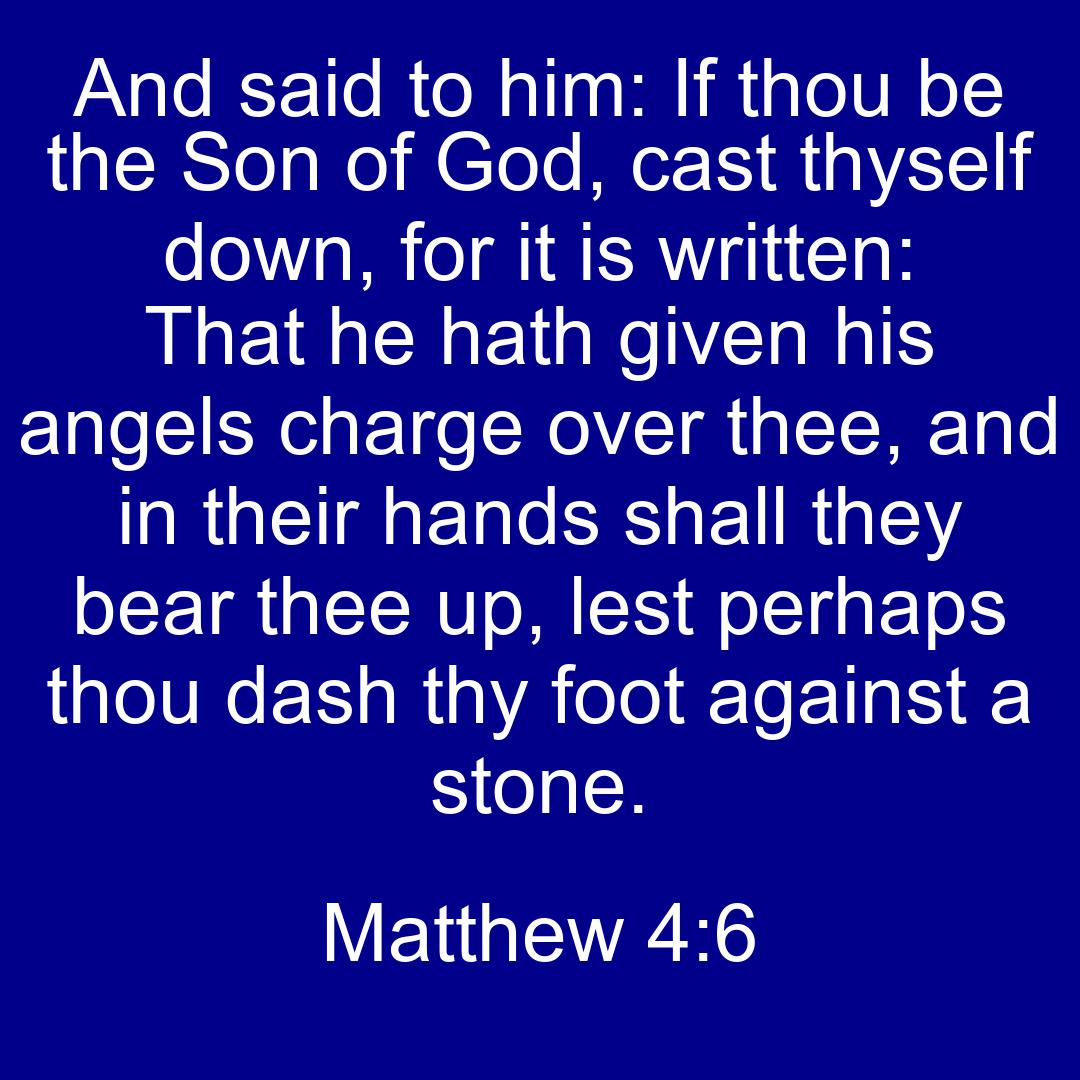 And said to him: If thou be
the Son of God, cast thyself
down, for it is written:
That he hath given his
angels charge over thee, and
in their hands shall they
bear thee up, lest perhaps
thou dash thy foot against a
stone.
Matthew 4:6